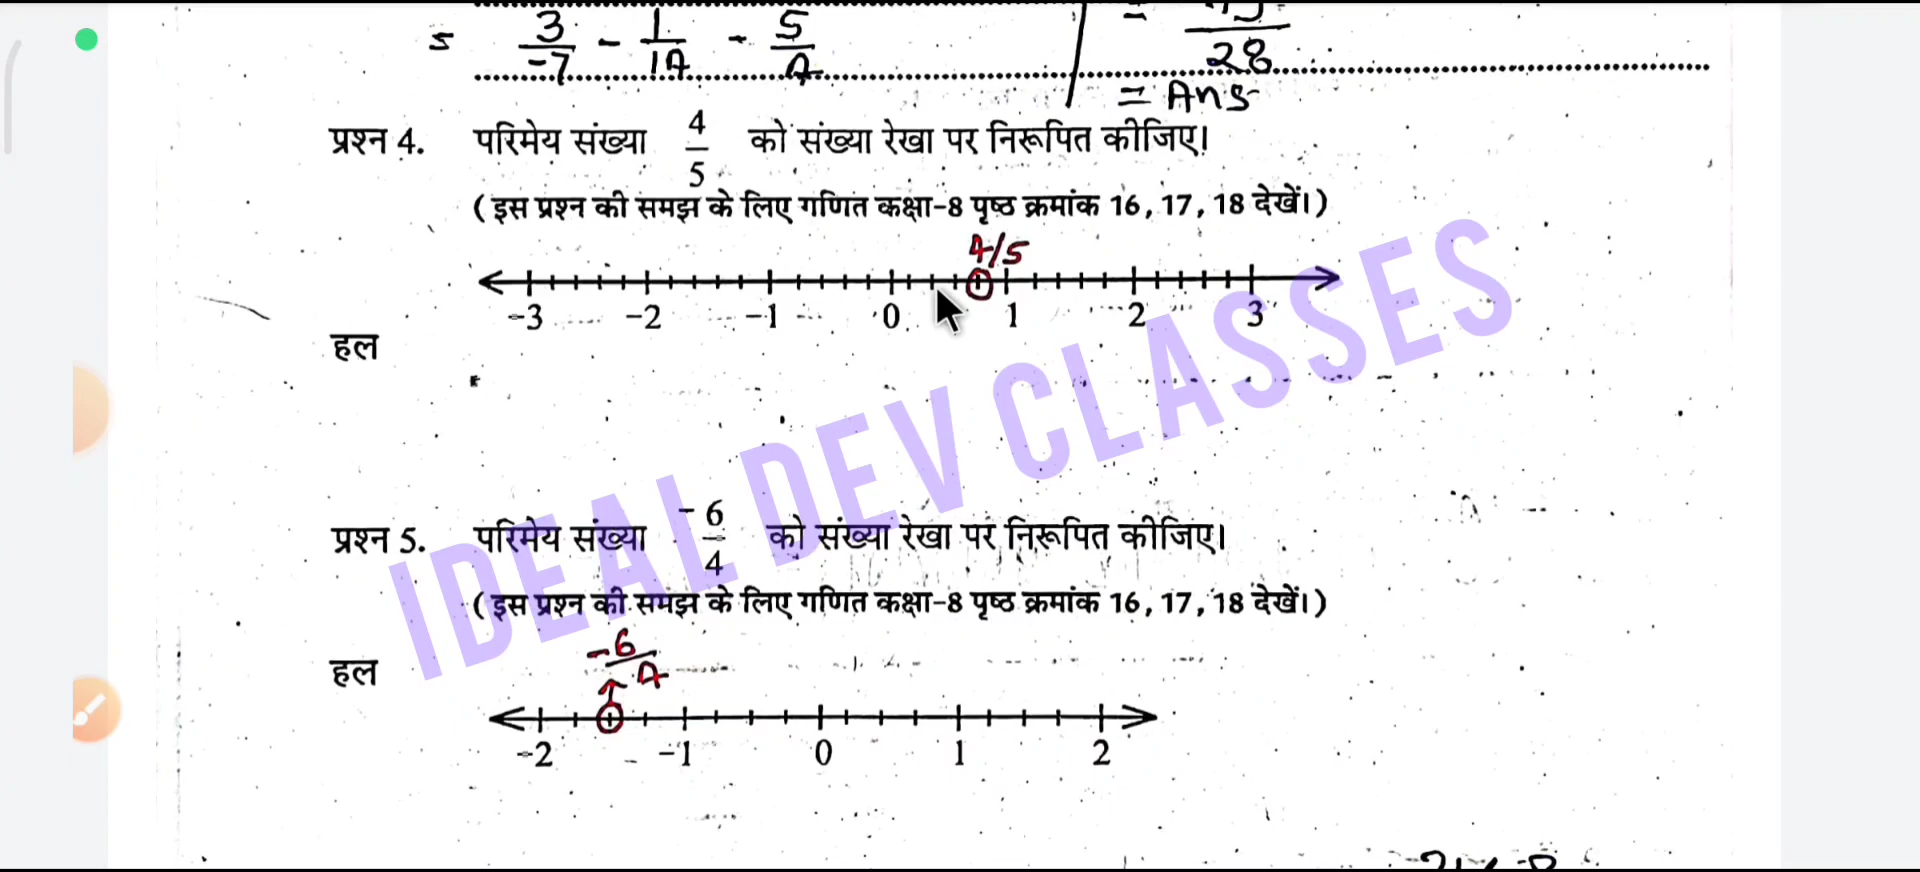 = 3/-7 - 1/14 - 5/4
28
= Ans
प्रश्न 4. परिमेय संख्या 4/5 को संख्या रेखा पर निरूपित कीजिए।
(इस प्रश्न की समझ के लिए गणित कक्षा-8 पृष्ठ क्रमांक 16, 17, 18 देखें।)
4/5
-3 -2 -1 0 1 2 3
हल
प्रश्न 5. परिमेय संख्या -6/4 को संख्या रेखा पर निरूपित कीजिए।
(इस प्रश्न की समझ के लिए गणित कक्षा-8 पृष्ठ क्रमांक 16, 17, 18 देखें।)
-6/4
हल
-2 -1 0 1 2
IDEAL DEV CLASSES